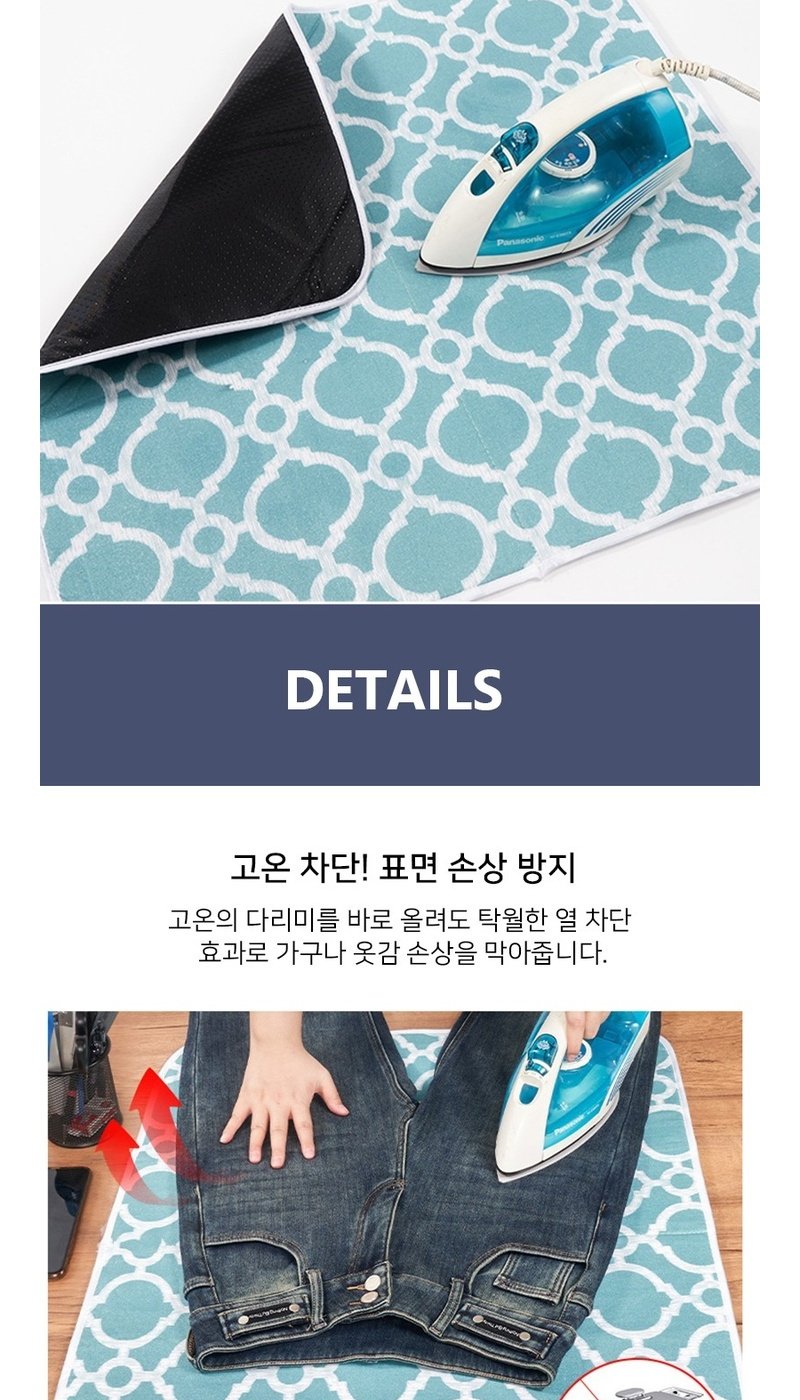 Panasonic
DETAILS
고온 차단! 표면 손상 방지
고온의 다리미를 바로 올려도 탁월한 열 차단
효과로 가구나 옷감 손상을 막아줍니다.
Panasonic